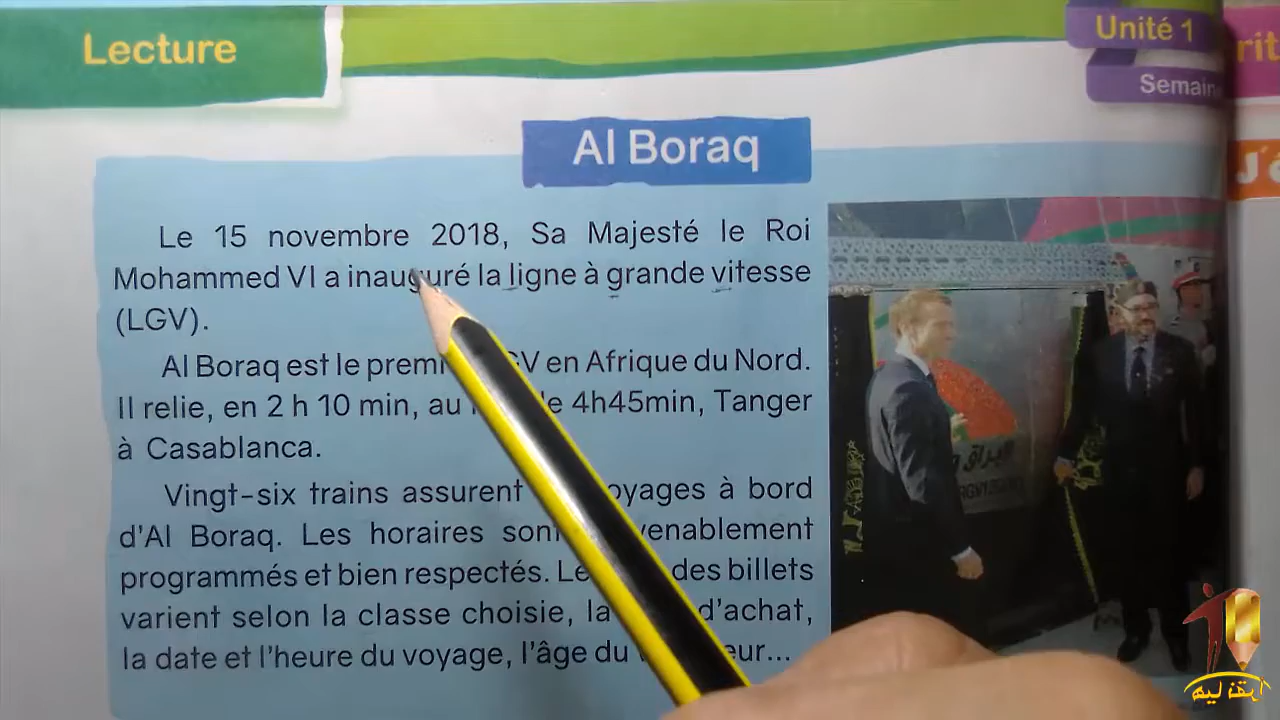 Lecture
Unité 1
Semain
rit
J'é
Al Boraq
Le 15 novembre 2018, Sa Majesté le Roi
Mohammed VI a inauguré la ligne à grande vitesse
(LGV).
Al Boraq est le premi GV en Afrique du Nord.
Il relie, en 2 h 10 min, au le 4h45min, Tanger
à Casablanca.
Vingt-six trains assurent oyages à bord
d'Al Boraq. Les horaires son venablement
programmés et bien respectés. Le des billets
varient selon la classe choisie, la d'achat,
la date et l'heure du voyage, l'âge du eur...